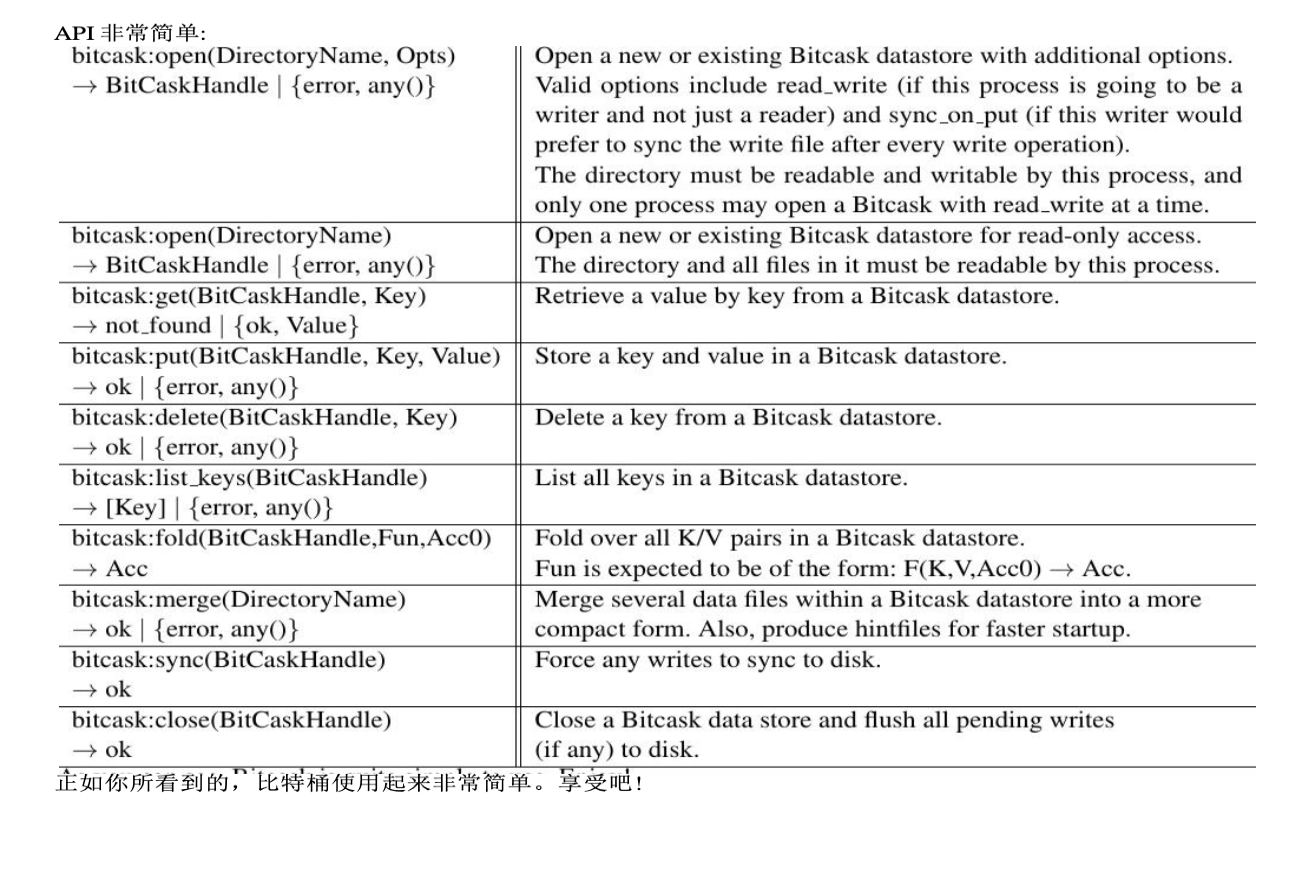 API 非常简单:
bitcask:open(DirectoryName, Opts)
→ BitCaskHandle | {error, any()}
Open a new or existing Bitcask datastore with additional options.
Valid options include read_write (if this process is going to be a
writer and not just a reader) and sync_on_put (if this writer would
prefer to sync the write file after every write operation).
The directory must be readable and writable by this process, and
only one process may open a Bitcask with read_write at a time.
bitcask:open(DirectoryName)
→ BitCaskHandle | {error, any()}
Open a new or existing Bitcask datastore for read-only access.
The directory and all files in it must be readable by this process.
bitcask:get(BitCaskHandle, Key)
→ not_found | {ok, Value}
Retrieve a value by key from a Bitcask datastore.
bitcask:put(BitCaskHandle, Key, Value)
→ ok | {error, any()}
Store a key and value in a Bitcask datastore.
bitcask:delete(BitCaskHandle, Key)
→ ok | {error, any()}
Delete a key from a Bitcask datastore.
bitcask:list_keys(BitCaskHandle)
→ [Key] | {error, any()}
List all keys in a Bitcask datastore.
bitcask:fold(BitCaskHandle,Fun,Acc0)
→ Acc
Fold over all K/V pairs in a Bitcask datastore.
Fun is expected to be of the form: F(K,V,Acc0) → Acc.
bitcask:merge(DirectoryName)
→ ok | {error, any()}
Merge several data files within a Bitcask datastore into a more
compact form. Also, produce hintfiles for faster startup.
bitcask:sync(BitCaskHandle)
→ ok
Force any writes to sync to disk.
bitcask:close(BitCaskHandle)
→ ok
Close a Bitcask data store and flush all pending writes
(if any) to disk.
正如你所看到的，比特桶使用起来非常简单。享受吧!